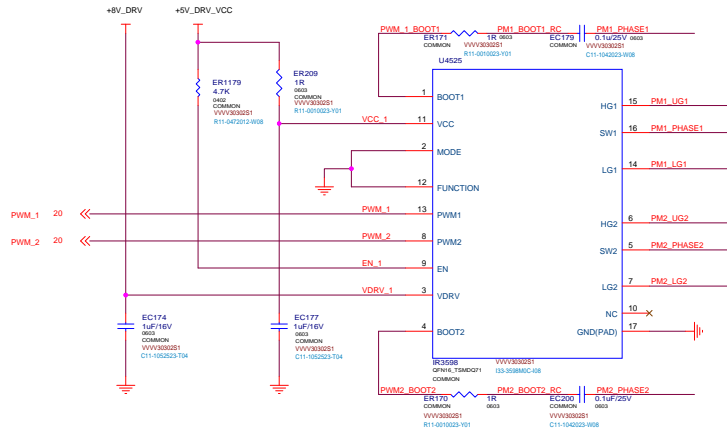 +8V_DRV
+5V_DRV_VCC
PWM_1_BOOT1
PM1_BOOT1_RC
PM1_PHASE1
ER171
1R
0603
EC179
0.1u/25V
0603
COMMON
COMMON
VVVV30302S1
VVVV30302S1
R11-0010023-Y01
C11-1042023-W08
U4525
ER1179
4.7K
0402
COMMON
VVVV30302S1
R11-0472012-W08
ER209
1R
0603
COMMON
VVVV30302S1
R11-0010023-Y01
1
BOOT1
VCC_1
11
VCC
2
MODE
12
FUNCTION
PWM_1
20
PWM_1
13
PWM1
PWM_2
20
PWM_2
8
PWM2
EN_1
9
EN
VDRV_1
3
VDRV
4
BOOT2
HG1
15
PM1_UG1
SW1
16
PM1_PHASE1
LG1
14
PM1_LG1
HG2
6
PM2_UG2
SW2
5
PM2_PHASE2
LG2
7
PM2_LG2
NC
10
GND(PAD)
17
EC174
1uF/16V
0603
COMMON
VVVV30302S1
C11-1052523-T04
EC177
1uF/16V
0603
COMMON
VVVV30302S1
C11-1052523-T04
IR3598
VVVV30302S1
QFN16_TSMDQ71
I33-3598M0C-I08
COMMON
PWM2_BOOT2
PM2_BOOT2_RC
PM2_PHASE2
ER170
1R
0603
EC200
0.1uF/25V
0603
COMMON
COMMON
VVVV30302S1
VVVV30302S1
R11-0010023-Y01
C11-1042023-W08